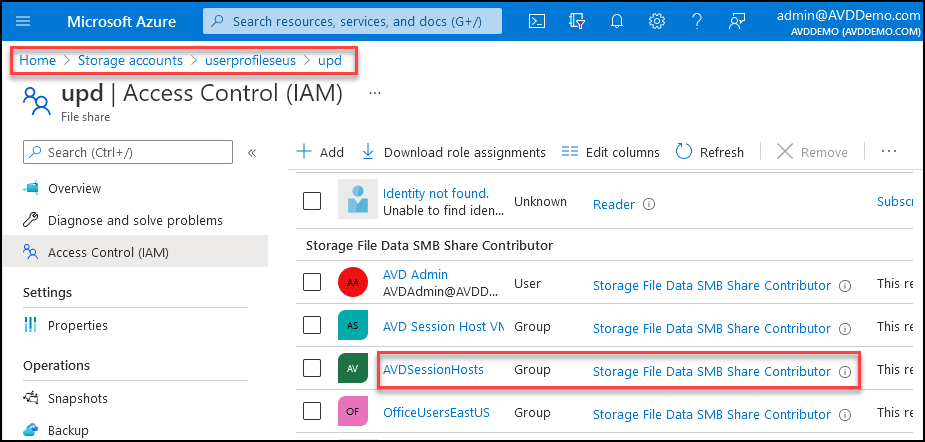 Microsoft Azure
Search resources, services, and docs (G+/)
admin@AVDDemo.com
AVDDEMO (AVDDEMO.COM)
Home > Storage accounts > userprofileseus > upd
upd | Access Control (IAM) ...
File share
Search (Ctrl+/)
«
+ Add
Download role assignments
Edit columns
Refresh
Remove
...
Overview
Diagnose and solve problems
Access Control (IAM)
Settings
Properties
Operations
Snapshots
Backup
Identity not found.
Unable to find iden...
Unknown
Reader
Subsc
Storage File Data SMB Share Contributor
AA
AVD Admin
AVDAdmin@AVDD...
User
Storage File Data SMB Share Contributor
This re
AS
AVD Session Host VN
Group
Storage File Data SMB Share Contributor
This re
AV
AVDSessionHosts
Group
Storage File Data SMB Share Contributor
This re
OF
OfficeUsersEastUS
Group
Storage File Data SMB Share Contributor
This re